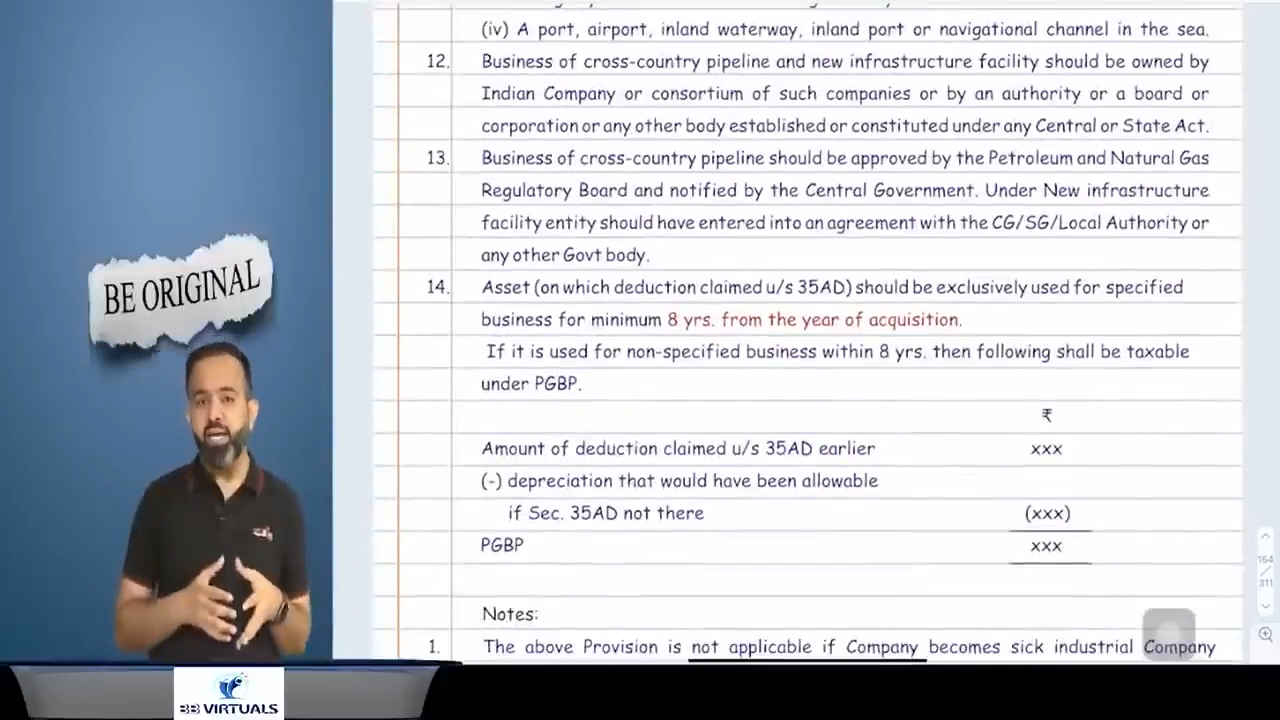 (iv) A port, airport, inland waterway, inland port or navigational channel in the sea.
12. Business of cross-country pipeline and new infrastructure facility should be owned by
Indian Company or consortium of such companies or by an authority or a board or
corporation or any other body established or constituted under any Central or State Act.
13. Business of cross-country pipeline should be approved by the Petroleum and Natural Gas
Regulatory Board and notified by the Central Government. Under New infrastructure
facility entity should have entered into an agreement with the CG/SG/Local Authority or
any other Govt body.
14. Asset (on which deduction claimed u/s 35AD) should be exclusively used for specified
business for minimum 8 yrs. from the year of acquisition.
If it is used for non-specified business within 8 yrs. then following shall be taxable
under PGBP.
₹
Amount of deduction claimed u/s 35AD earlier xxx
(-) depreciation that would have been allowable
if Sec. 35AD not there (xxx)
PGBP xxx
Notes:
1. The above Provision is not applicable if Company becomes sick industrial Company
BE ORIGINAL
BB VIRTUALS
164
/
311